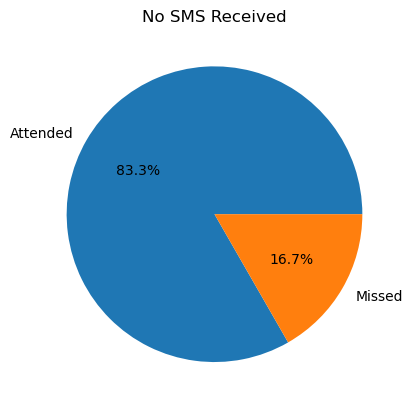 No SMS Received
Attended
83.3%
16.7%
Missed